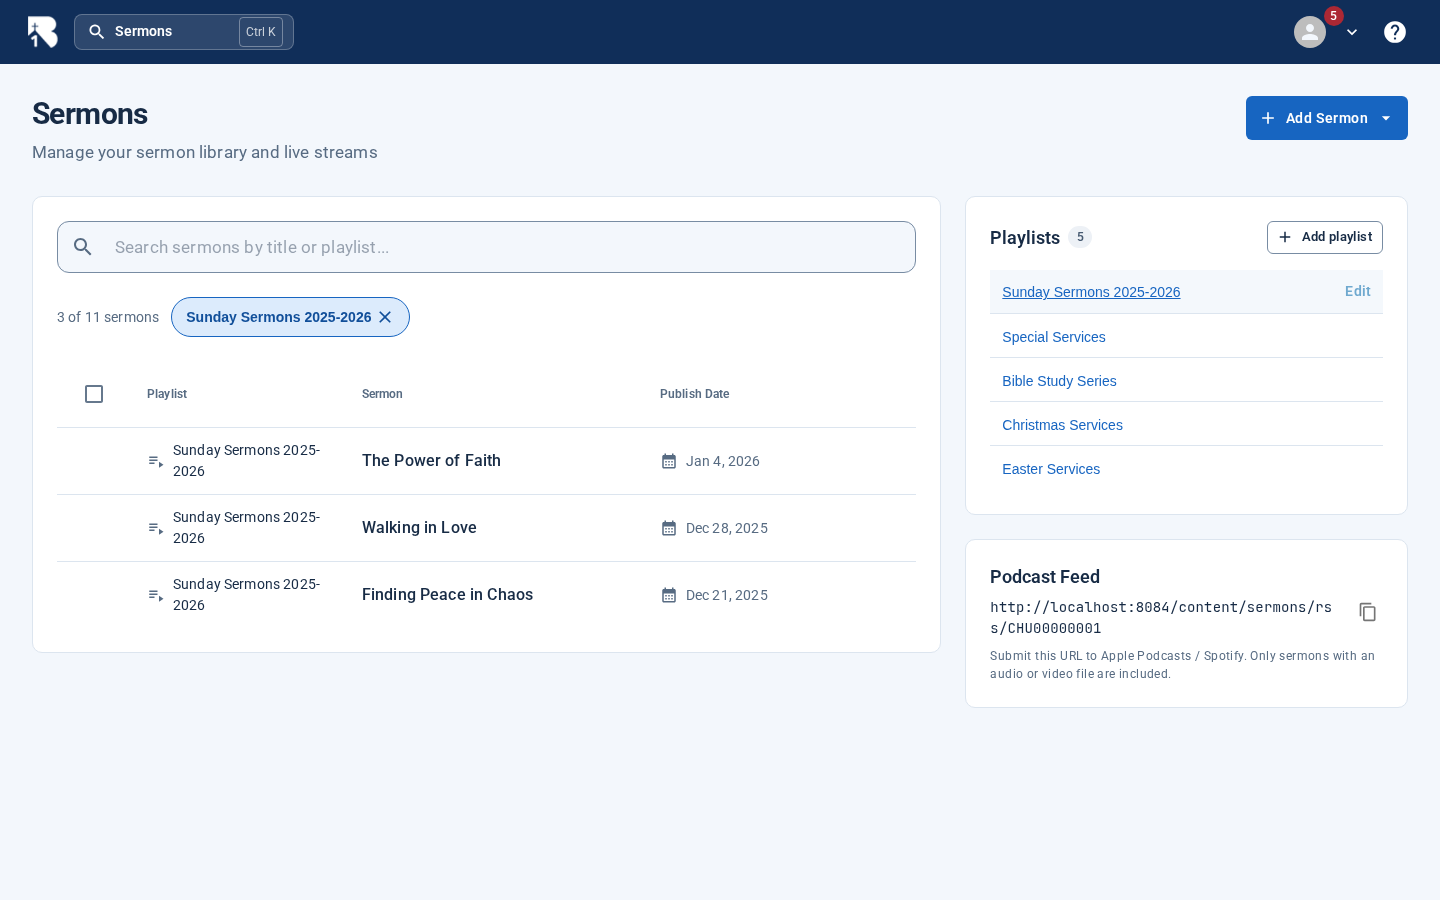 Sermons
Ctrl K
5
Sermons
Manage your sermon library and live streams
Add Sermon
Search sermons by title or playlist...
3 of 11 sermons
Sunday Sermons 2025-2026
Playlist
Sermon
Publish Date
Sunday Sermons 2025-
2026
The Power of Faith
Jan 4, 2026
Sunday Sermons 2025-
2026
Walking in Love
Dec 28, 2025
Sunday Sermons 2025-
2026
Finding Peace in Chaos
Dec 21, 2025
Playlists
5
Add playlist
Sunday Sermons 2025-2026
Edit
Special Services
Bible Study Series
Christmas Services
Easter Services
Podcast Feed
http://localhost:8084/content/sermons/rs
s/CHU00000001
Submit this URL to Apple Podcasts / Spotify. Only sermons with an
audio or video file are included.